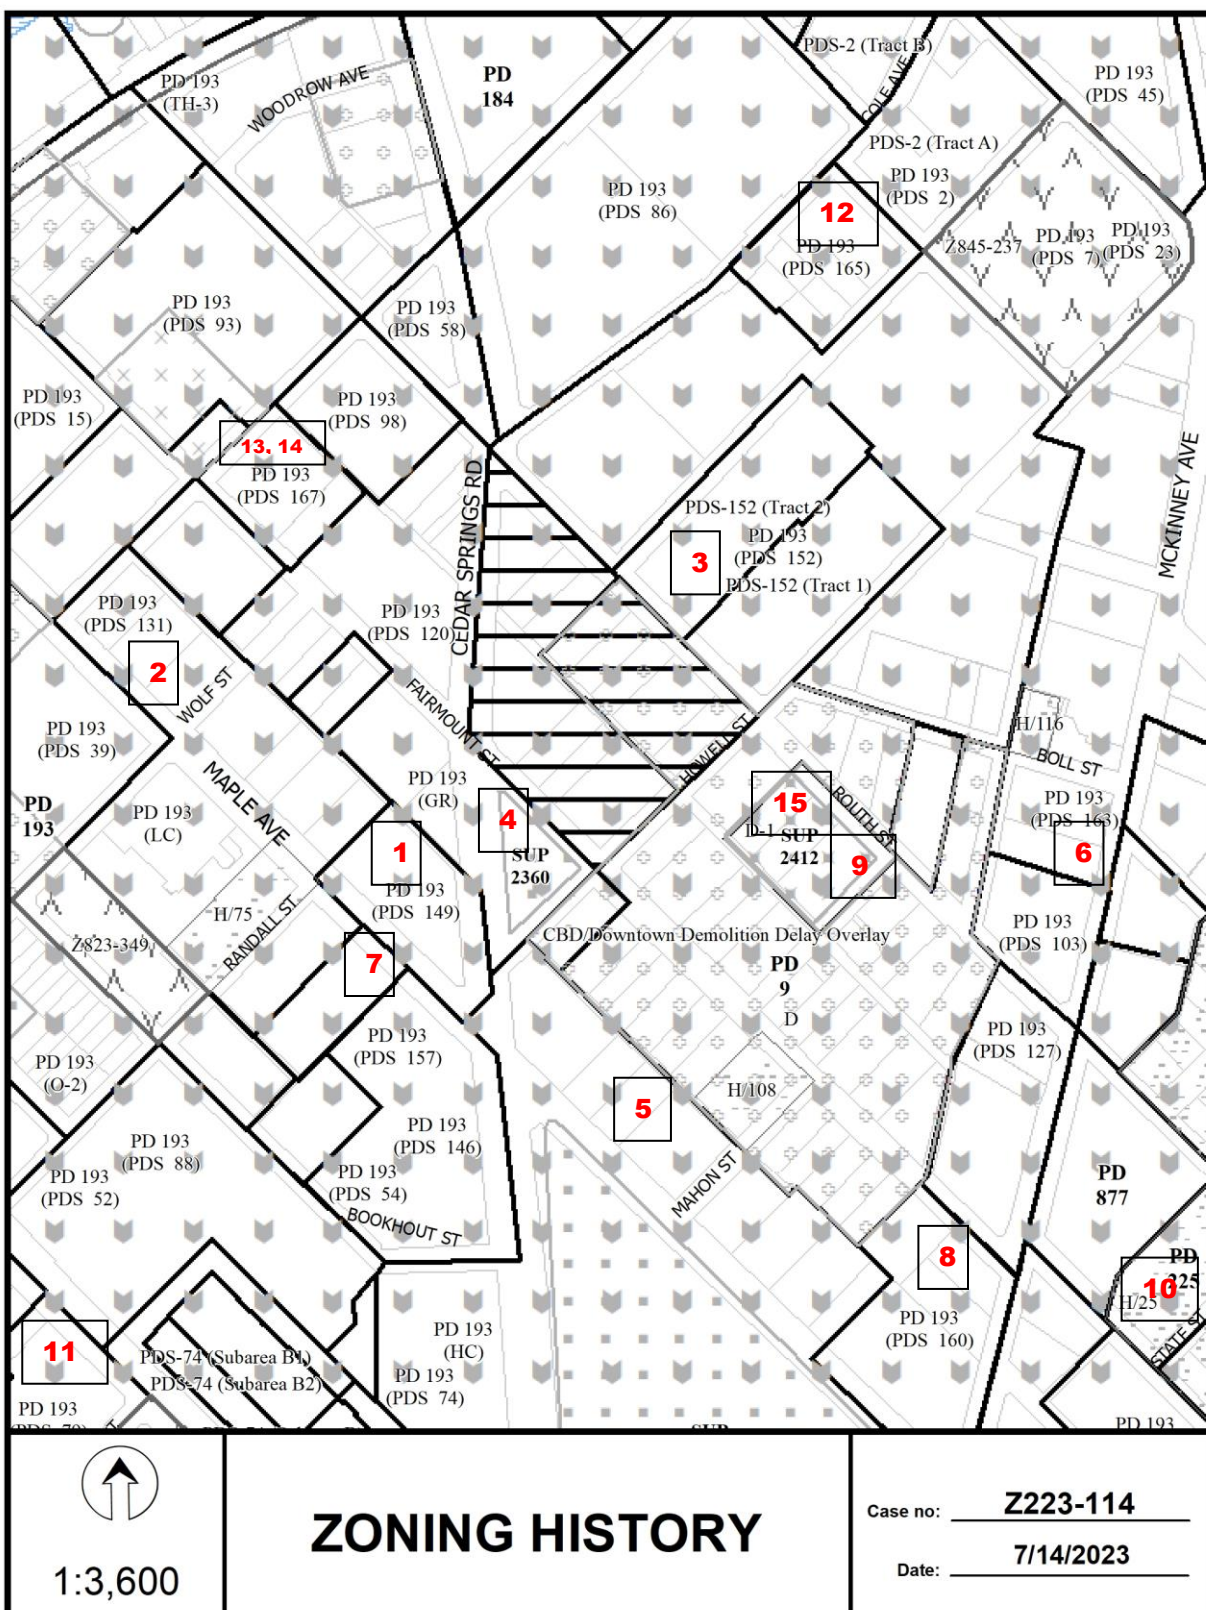 PDS-2 (Tract B)
PD 193
(TH-3)
WOODROW AVE
PD
184
COLE AVE
PD 193
(PDS 45)
PDS-2 (Tract A)
PD 193
(PDS 2)
PD 193
(PDS 86)
12
PD 193
(PDS 165)
Z845-237
PD 193
(PDS 7)
PD 193
(PDS 23)
PD 193
(PDS 93)
PD 193
(PDS 58)
PD 193
(PDS 15)
PD 193
(PDS 98)
13, 14
PD 193
(PDS 167)
CEDAR SPRINGS RD
MCKINNEY AVE
PDS-152 (Tract 2)
PD 193
(PDS 152)
3
PDS-152 (Tract 1)
PD 193
(PDS 131)
PD 193
(PDS 120)
2
WOLF ST
FAIRMOUNT ST
PD 193
(PDS 39)
HOWELL ST
H/116
BOLL ST
MAPLE AVE
PD 193
(GR)
PD
193
PD 193
(LC)
4
15
ROUTH ST
D-1
SUP
2412
PD 193
(PDS 163)
6
1
SUP
2360
9
PD 193
(PDS 149)
H/75
RANDALL ST
Z823-349
CBD/Downtown Demolition Delay Overlay
PD 193
(PDS 103)
7
PD
9
D
PD 193
(PDS 157)
PD 193
(PDS 127)
PD 193
(O-2)
5
H/108
PD 193
(PDS 146)
PD 193
(PDS 88)
PD 193
(PDS 52)
PD 193
(PDS 54)
MAHON ST
PD
877
BOOKHOUT ST
8
PD
225
10
H/25
STATE ST
11
PD 193
(HC)
PD 193
(PDS 160)
PDS-74 (Subarea B1)
PDS-74 (Subarea B2)
PD 193
(PDS 74)
PD 193
(PDS 70)
SUP
PD 193
1:3,600
ZONING HISTORY
Case no: Z223-114
Date: 7/14/2023